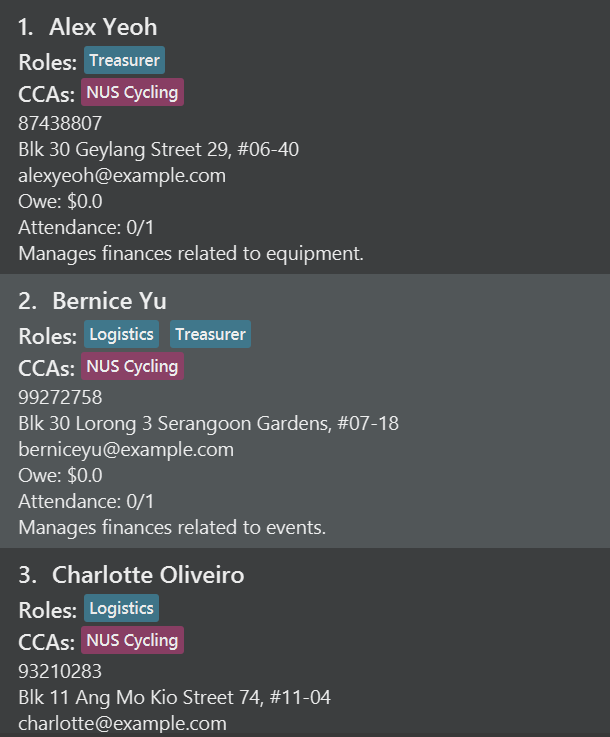 1. Alex Yeoh
Roles: Treasurer
CCAs: NUS Cycling
87438807
Blk 30 Geylang Street 29, #06-40
alexyeoh@example.com
Owe: $0.0
Attendance: 0/1
Manages finances related to equipment.
2. Bernice Yu
Roles: Logistics Treasurer
CCAs: NUS Cycling
99272758
Blk 30 Lorong 3 Serangoon Gardens, #07-18
berniceyu@example.com
Owe: $0.0
Attendance: 0/1
Manages finances related to events.
3. Charlotte Oliveiro
Roles: Logistics
CCAs: NUS Cycling
93210283
Blk 11 Ang Mo Kio Street 74, #11-04
charlotte@example.com